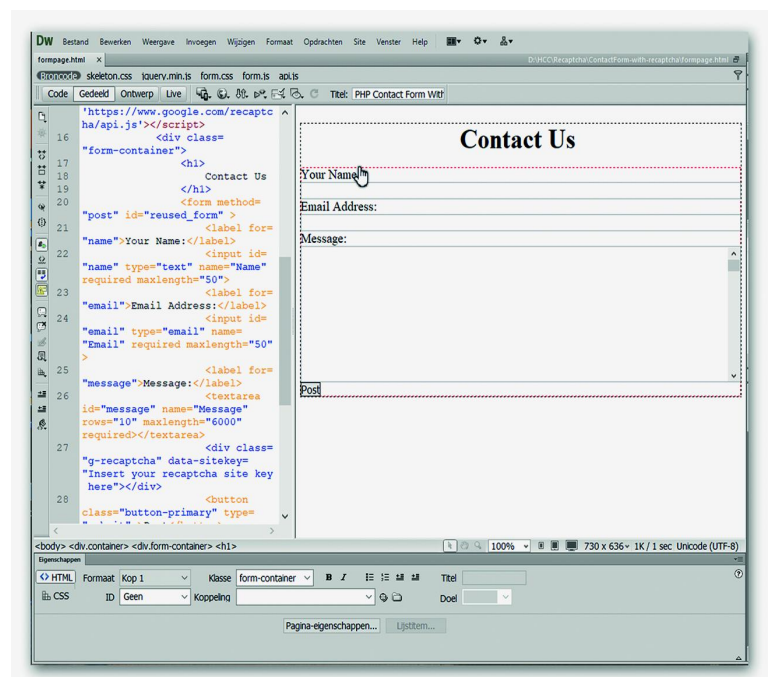 DW Bestand Bewerken Weergave Invoegen Wijzigen Formaat Opdrachten Site Venster Help
formpage.html x D:\HCC\Recaptcha\ContactForm-with-recaptcha\formpage.html
Broncode skeleton.css jquery.min.js form.css form.js api.js
Code Gedeeld Ontwerp Live Titel: PHP Contact Form With
'https://www.google.com/recaptc
ha/api.js'></script>
16 <div class=
"form-container">
17 <h1>
18 Contact Us
19 </h1>
20 <form method=
"post" id="reused_form" >
21 <label for=
"name">Your Name:</label>
22 <input id=
"name" type="text" name="Name"
required maxlength="50">
23 <label for=
"email">Email Address:</label>
24 <input id=
"email" type="email" name=
"Email" required maxlength="50"
>
25 <label for=
"message">Message:</label>
26 <textarea
id="message" name="Message"
rows="10" maxlength="6000"
required></textarea>
27 <div class=
"g-recaptcha" data-sitekey=
"Insert your recaptcha site key
here"></div>
28 <button
class="button-primary" type=
Contact Us
Your Name
Email Address:
Message:
Post
<body> <div.container> <div.form-container> <h1> 100% 730 x 636 1K / 1 sec Unicode (UTF-8)
Eigenschappen
<> HTML Formaat Kop 1 Klasse form-container B I Titel
CSS ID Geen Koppeling Doel
Pagina-eigenschappen... Lijstitem...